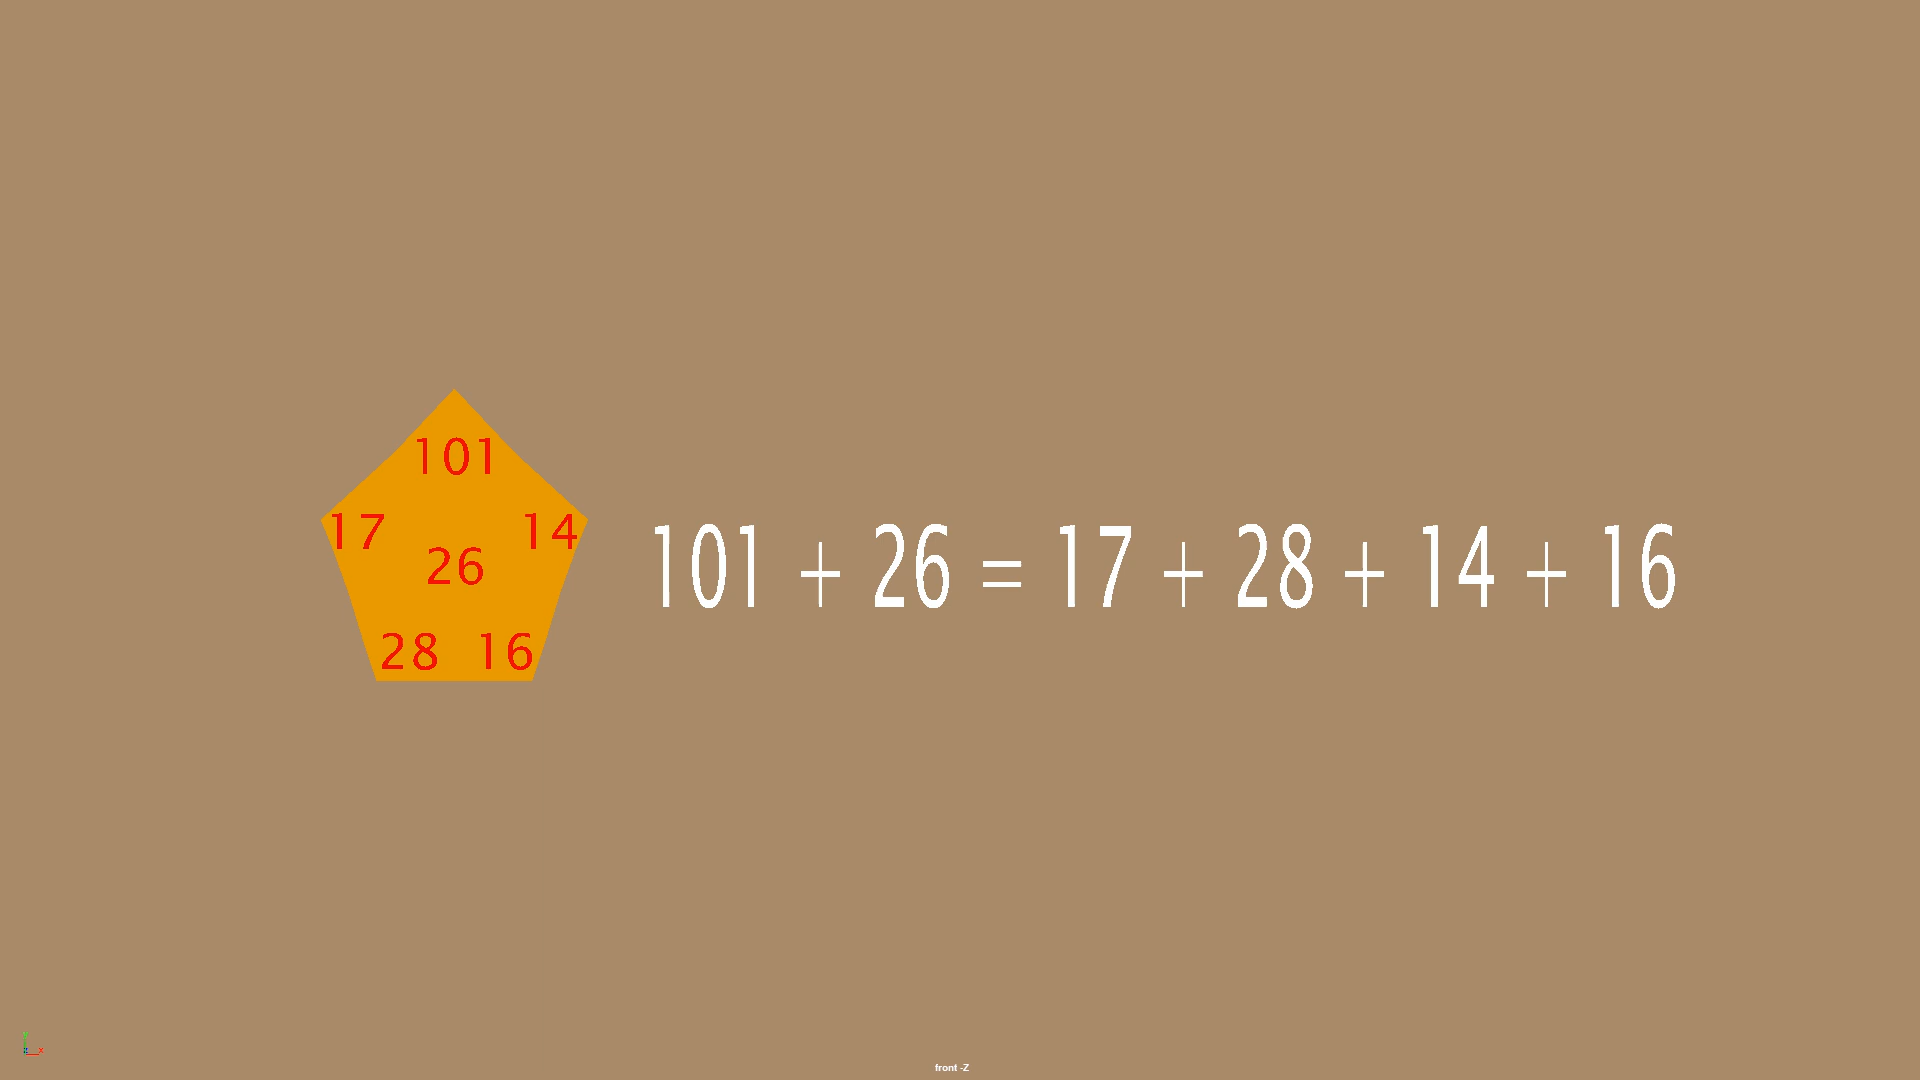 101
17 14
26
28 16
101 + 26 = 17 + 28 + 14 + 16
front -Z